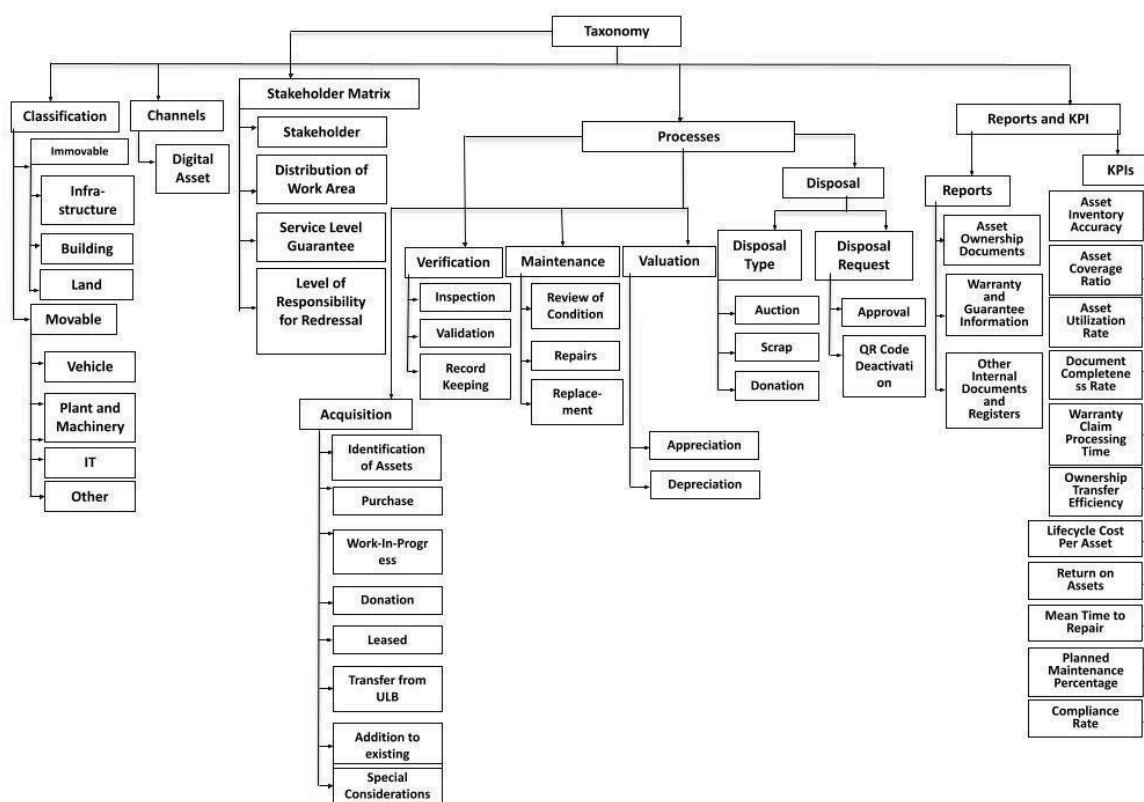 Taxonomy
Stakeholder Matrix
Classification
Channels
Immovable
Infra-
structure
Building
Land
Movable
Vehicle
Plant and
Machinery
IT
Other
Digital
Asset
Stakeholder
Distribution of
Work Area
Service Level
Guarantee
Level of
Responsibility
for Redressal
Processes
Verification
Inspection
Validation
Record
Keeping
Maintenance
Review of
Condition
Repairs
Replace-
ment
Valuation
Appreciation
Depreciation
Acquisition
Identification
of Assets
Purchase
Work-In-Progr
ess
Donation
Leased
Transfer from
ULB
Addition to
existing
Special
Considerations
Disposal
Disposal
Type
Auction
Scrap
Donation
Disposal
Request
Approval
QR Code
Deactivati
on
Reports and KPI
Reports
Asset
Ownership
Documents
Warranty
and
Guarantee
Information
Other
Internal
Documents
and
Registers
KPIs
Asset
Inventory
Accuracy
Asset
Coverage
Ratio
Asset
Utilization
Rate
Document
Completene
ss Rate
Warranty
Claim
Processing
Time
Ownership
Transfer
Efficiency
Lifecycle Cost
Per Asset
Return on
Assets
Mean Time to
Repair
Planned
Maintenance
Percentage
Compliance
Rate